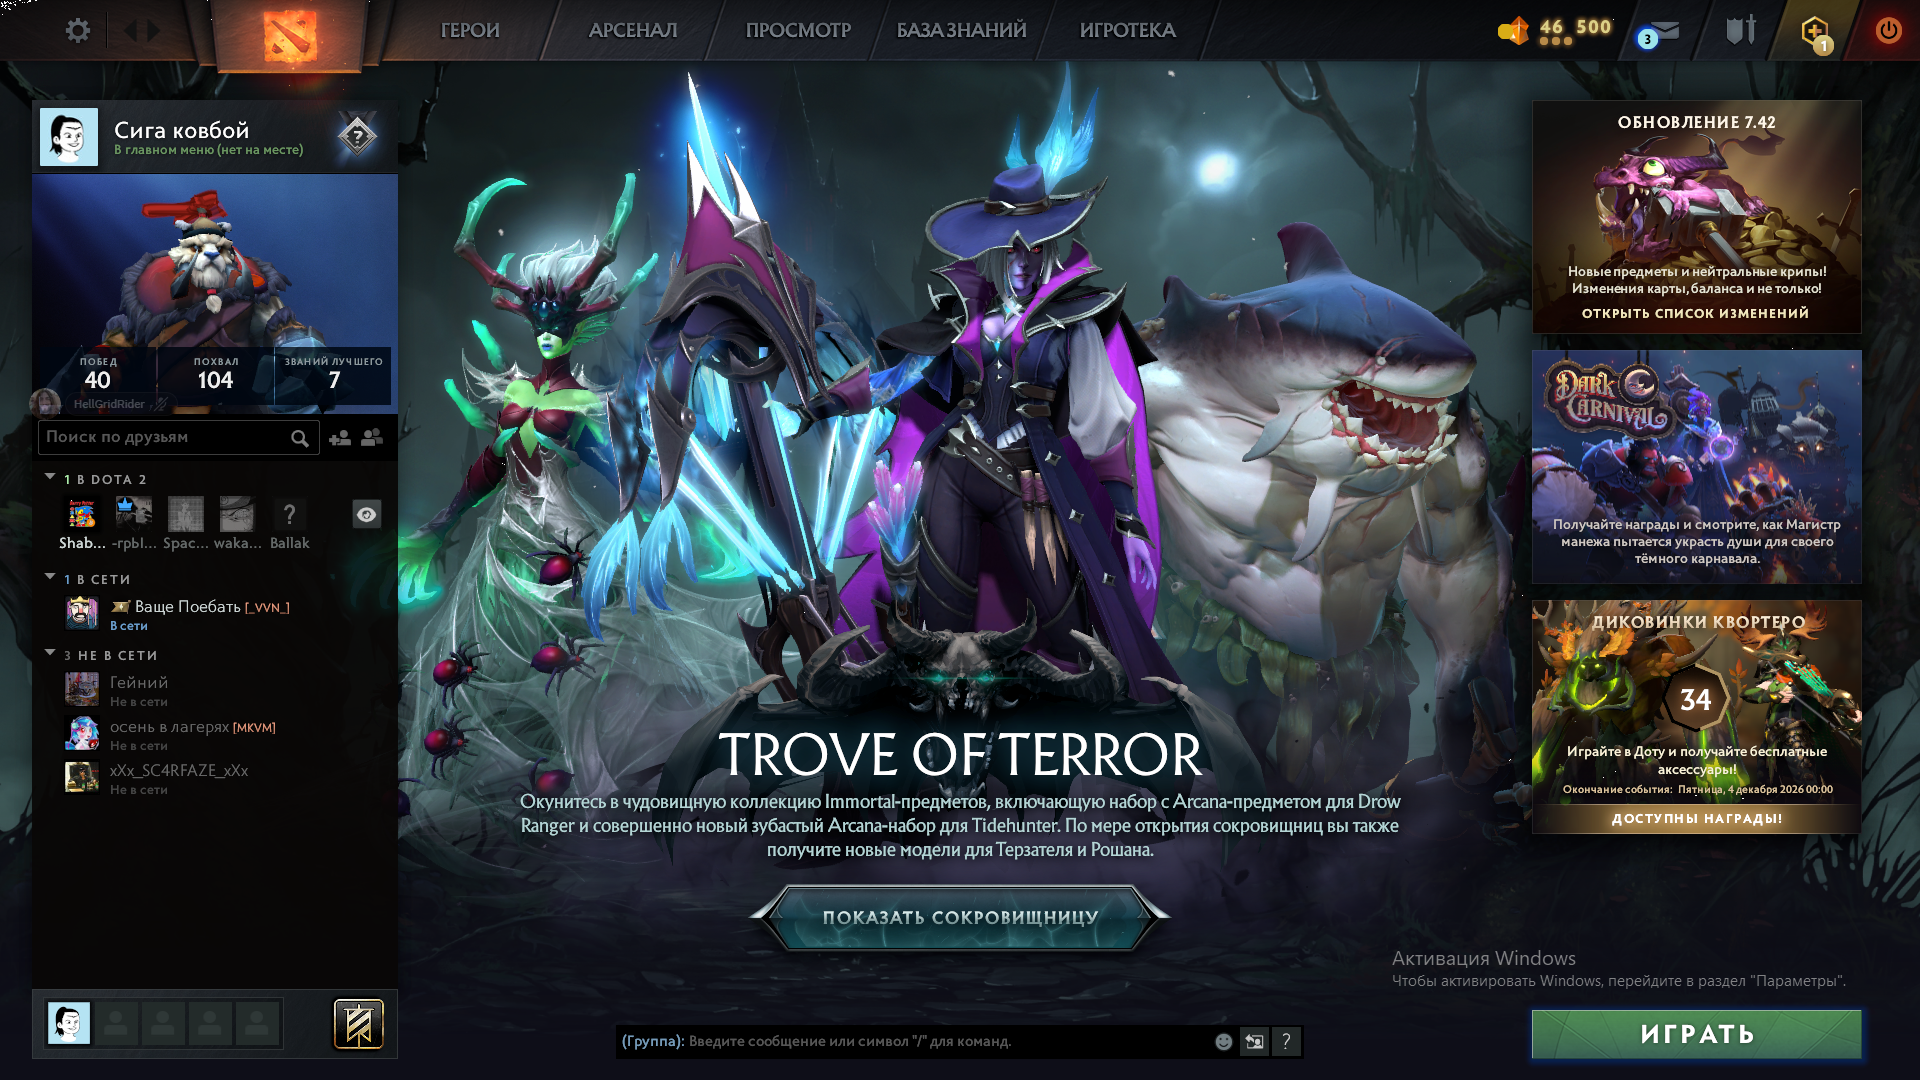 ГЕРОИ
АРСЕНАЛ
ПРОСМОТР
БАЗА ЗНАНИЙ
ИГРОТЕКА
46 500
3
1
Сига ковбой
В главном меню (нет на месте)
?
ПОБЕД
40
ПОХВАЛ
104
ЗВАНИЙ ЛУЧШЕГО
7
HellGridRider
Поиск по друзьям
1 В DOTA 2
?
Shab... -грЫ... Spac... waka... Ballak
1 В СЕТИ
Ваще Поебать [_VVN_]
В сети
3 НЕ В СЕТИ
Гейний
Не в сети
осень в лагерях [MKVM]
Не в сети
xXx_SC4RFAZE_xXx
Не в сети
TROVE OF TERROR
Окунитесь в чудовищную коллекцию Immortal-предметов, включающую набор с Arcana-предметом для Drow
Ranger и совершенно новый зубастый Arcana-набор для Tidehunter. По мере открытия сокровищниц вы также
получите новые модели для Терзателя и Рошана.
ПОКАЗАТЬ СОКРОВИЩНИЦУ
(Группа): Введите сообщение или символ "/" для команд.
?
ОБНОВЛЕНИЕ 7.42
Новые предметы и нейтральные крипы!
Изменения карты, баланса и не только!
ОТКРЫТЬ СПИСОК ИЗМЕНЕНИЙ
DARK
CARNIVAL
Получайте награды и смотрите, как Магистр
манежа пытается украсть души для своего
тёмного карнавала.
ДИКОВИНКИ КВОРТЕРО
34
Играйте в Доту и получайте бесплатные
аксессуары!
Окончание события: Пятница, 4 декабря 2026 00:00
ДОСТУПНЫ НАГРАДЫ!
Активация Windows
Чтобы активировать Windows, перейдите в раздел "Параметры".
ИГРАТЬ